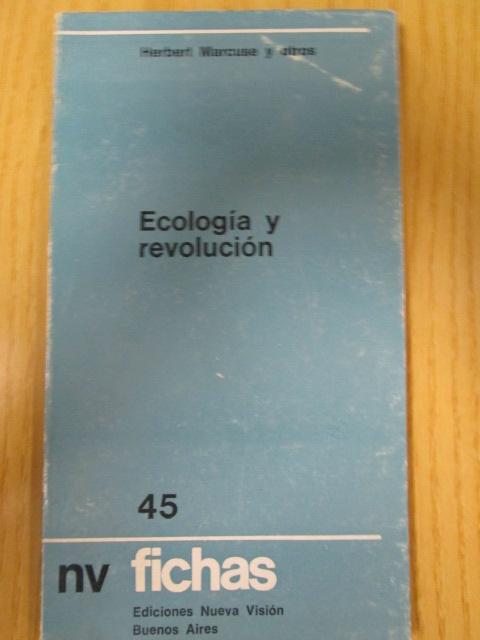 Herbert Marcuse y otros
Ecología y
revolución
45
nv fichas
Ediciones Nueva Visión
Buenos Aires